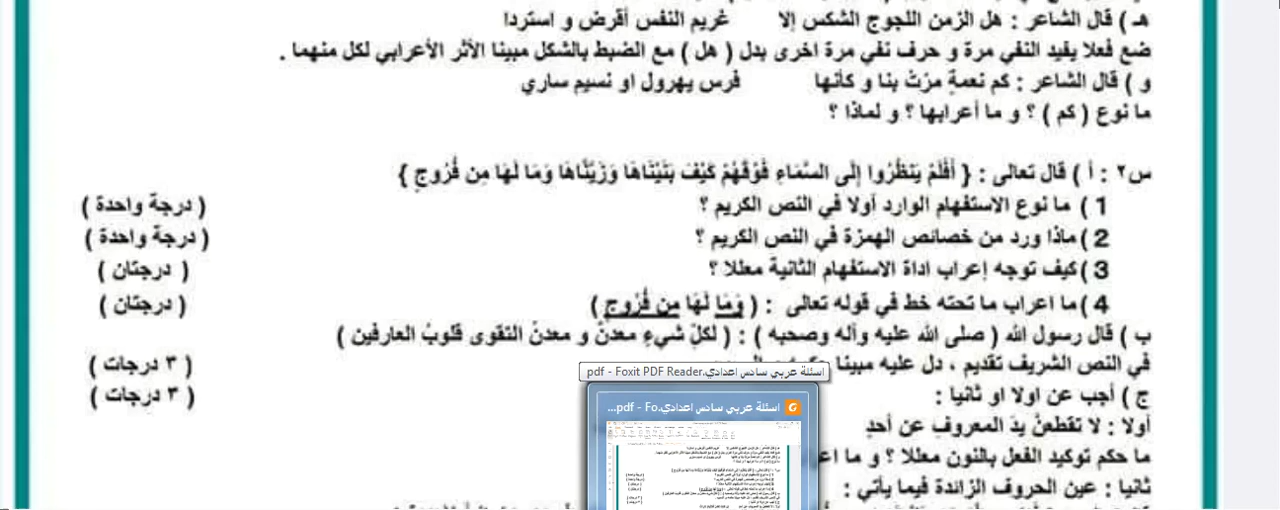 هـ ) قال الشاعر : هل الزمن اللجوج الشكس إلا غريم النفس أقرض و استردا
ضع فعلا يفيد النفي مرة و حرف نفي مرة اخرى بدل ( هل ) مع الضبط بالشكل مبينا الأثر الأعرابي لكل منهما .
و ) قال الشاعر : كم نعمةٍ مرّتْ بنا و كأنها فرس يهرول او نسيم ساري
ما نوع ( كم ) ؟ و ما أعرابها ؟ و لماذا ؟
س٢ : أ ) قال تعالى : { أَفَلَمْ يَنظُرُوا إِلَى السَّمَاءِ فَوْقَهُمْ كَيْفَ بَنَيْنَاهَا وَزَيَّنَّاهَا وَمَا لَهَا مِن فُرُوجٍ }
1 ) ما نوع الاستفهام الوارد أولا في النص الكريم ؟ ( درجة واحدة )
2 ) ماذا ورد من خصائص الهمزة في النص الكريم ؟ ( درجة واحدة )
3 ) كيف توجه إعراب اداة الاستفهام الثانية معللا ؟ ( درجتان )
4 ) ما اعراب ما تحته خط في قوله تعالى : ( وَمَا لَهَا مِن فُرُوجٍ ) ( درجتان )
ب ) قال رسول الله ( صلى الله عليه وآله وصحبه ) : ( لكلِّ شيءٍ معدنٌ و معدنُ التقوى قلوبُ العارفين )
في النص الشريف تقديم ، دل عليه مبينا ( ٣ درجات )
ج ) أجب عن اولا او ثانيا : ( ٣ درجات )
أولا : لا تقطعنَّ يدَ المعروفِ عن أحدٍ
ما حكم توكيد الفعل بالنون معللا ؟ و ما
ثانيا : عين الحروف الزائدة فيما يأتي :
اسئلة عربي سادس اعدادي.pdf - Foxit PDF Reader
اسئلة عربي سادس اعدادي.pdf - Fo...